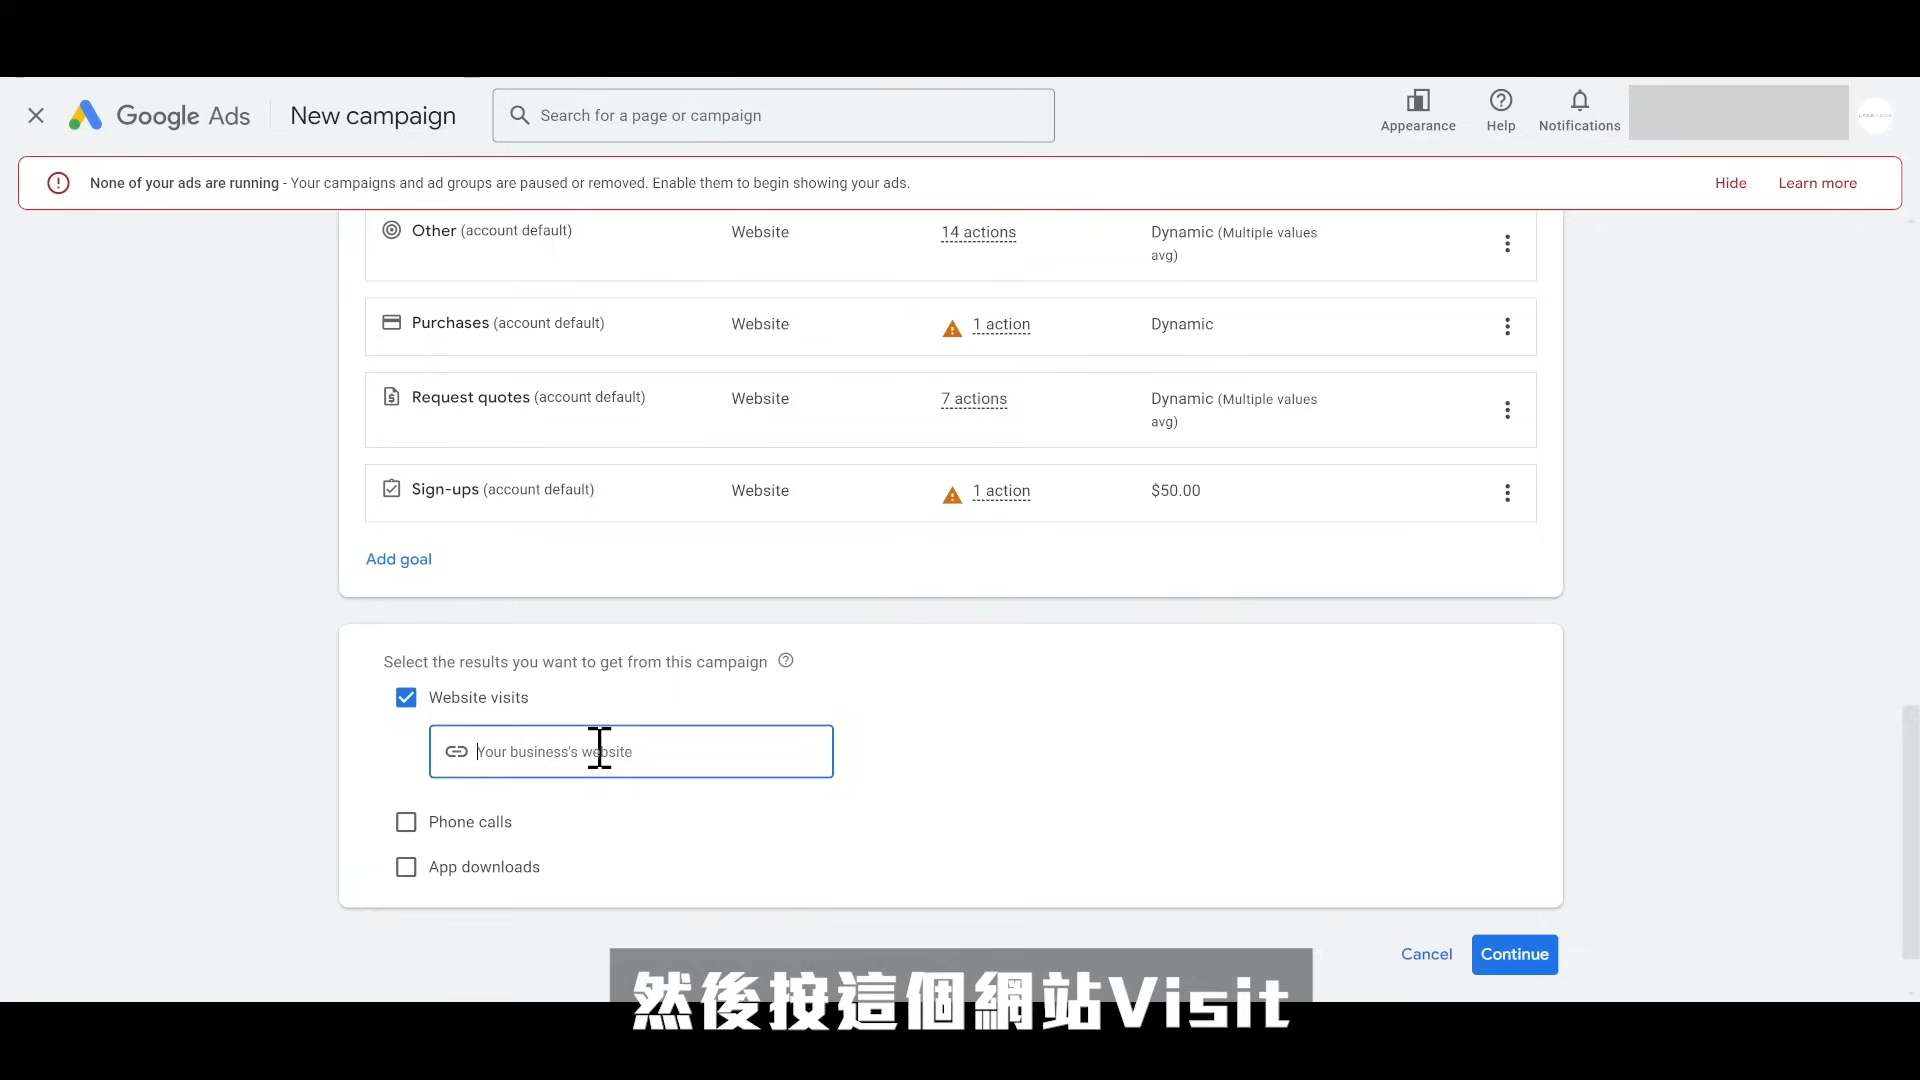 Google Ads
New campaign
Search for a page or campaign
Appearance
Help
Notifications
None of your ads are running - Your campaigns and ad groups are paused or removed. Enable them to begin showing your ads.
Hide
Learn more
Other (account default)
Website
14 actions
Dynamic (Multiple values
avg)
Purchases (account default)
Website
1 action
Dynamic
Request quotes (account default)
Website
7 actions
Dynamic (Multiple values
avg)
Sign-ups (account default)
Website
1 action
$50.00
Add goal
Select the results you want to get from this campaign
Website visits
Your business's website
Phone calls
App downloads
Cancel
Continue
然後按這個網站Visit